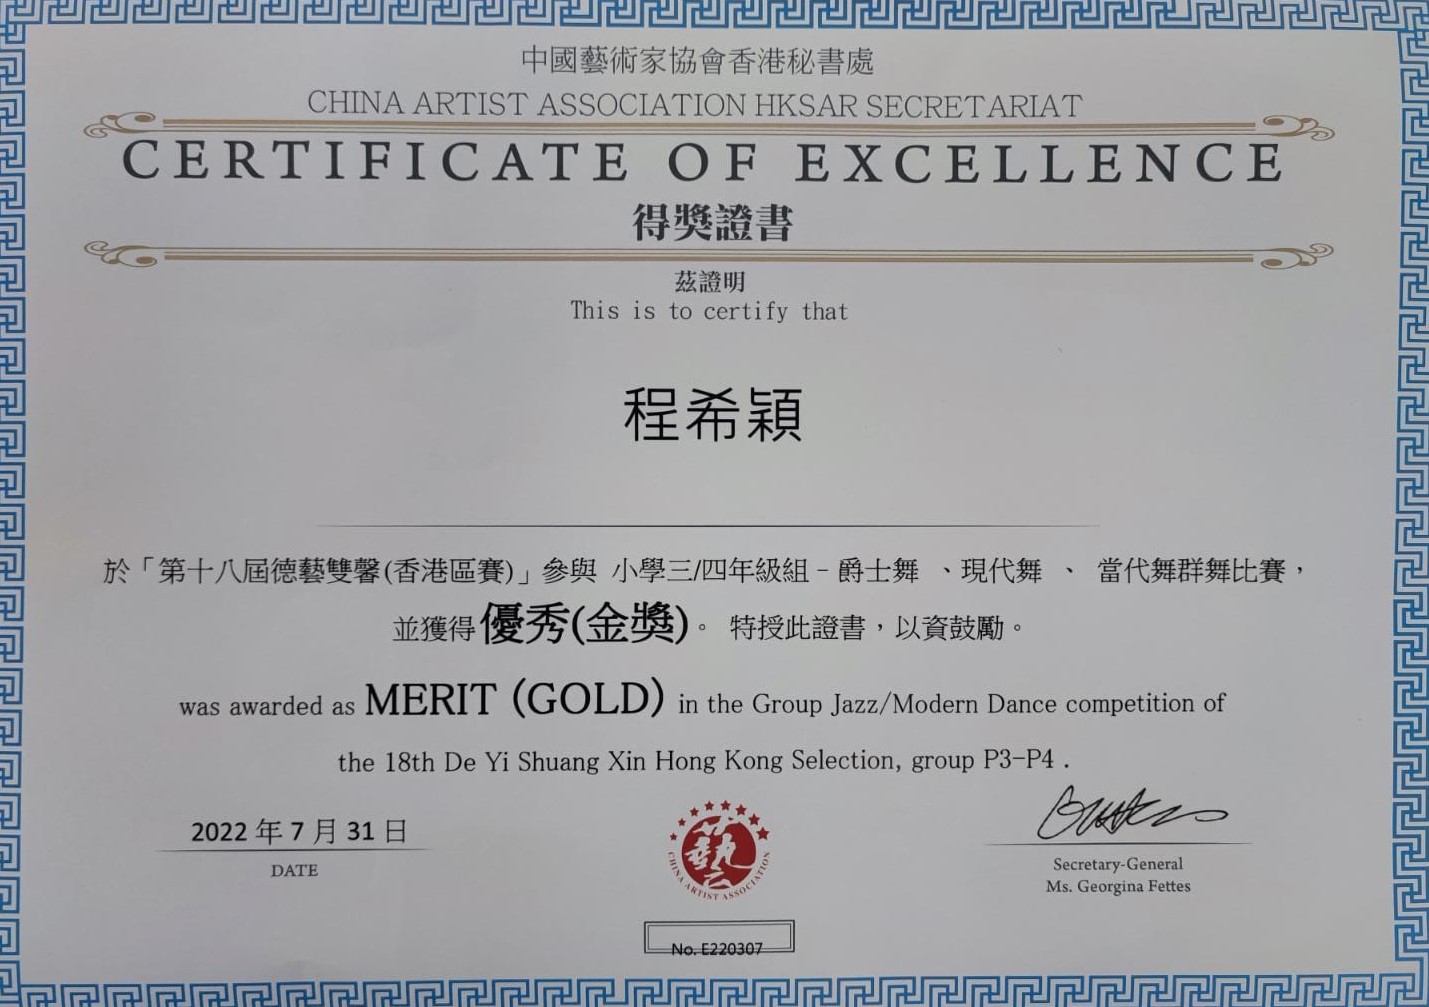 中國藝術家協會香港秘書處
CHINA ARTIST ASSOCIATION HKSAR SECRETARIAT
CERTIFICATE OF EXCELLENCE
得獎證書
茲證明
This is to certify that
程希穎
於「第十八屆德藝雙馨(香港區賽)」參與 小學三/四年級組 - 爵士舞 、現代舞 、 當代舞群舞比賽，
並獲得優秀(金獎)。 特授此證書，以資鼓勵。
was awarded as MERIT (GOLD) in the Group Jazz/Modern Dance competition of
the 18th De Yi Shuang Xin Hong Kong Selection, group P3-P4 .
2022 年 7 月 31 日
DATE
藝
CHINA ARTIST ASSOCIATION
Secretary-General
Ms. Georgina Fettes
No. E220307